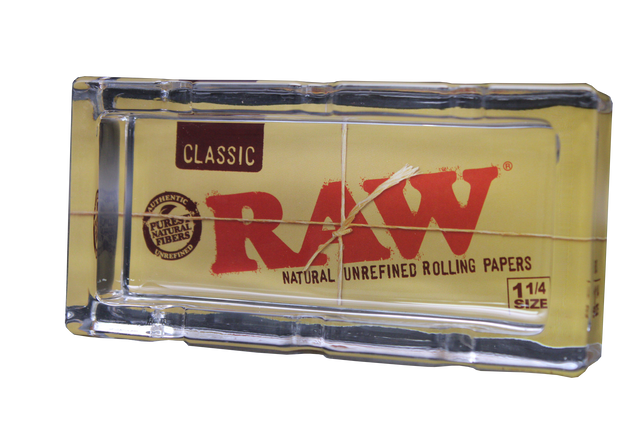 CLASSIC
AUTHENTIC
PUREST
NATURAL
FIBERS
UNREFINED
RAW®
NATURAL UNREFINED ROLLING PAPERS
1 1/4
SIZE